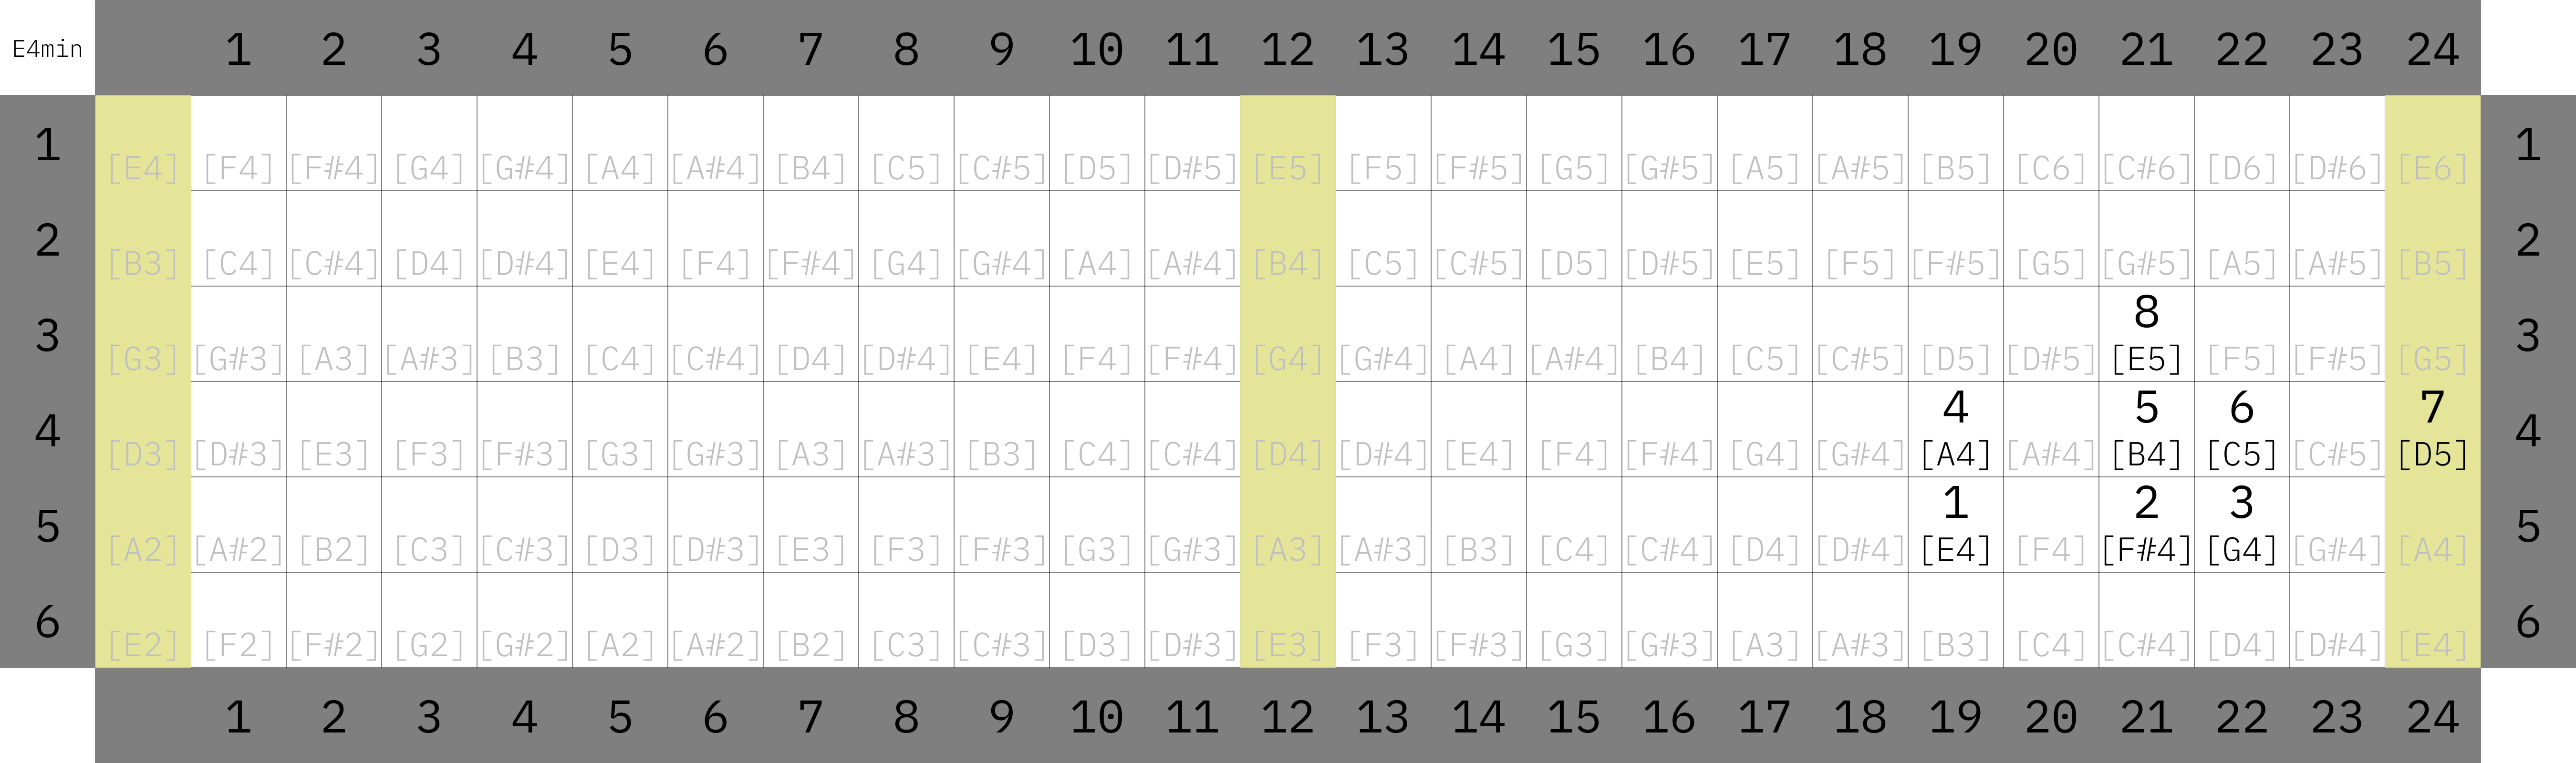 E4min 1 2 3 4 5 6 7 8 9 10 11 12 13 14 15 16 17 18 19 20 21 22 23 24
1 [E4] [F4] [F#4] [G4] [G#4] [A4] [A#4] [B4] [C5] [C#5] [D5] [D#5] [E5] [F5] [F#5] [G5] [G#5] [A5] [A#5] [B5] [C6] [C#6] [D6] [D#6] [E6] 1
2 [B3] [C4] [C#4] [D4] [D#4] [E4] [F4] [F#4] [G4] [G#4] [A4] [A#4] [B4] [C5] [C#5] [D5] [D#5] [E5] [F5] [F#5] [G5] [G#5] [A5] [A#5] [B5] 2
8
3 [G3] [G#3] [A3] [A#3] [B3] [C4] [C#4] [D4] [D#4] [E4] [F4] [F#4] [G4] [G#4] [A4] [A#4] [B4] [C5] [C#5] [D5] [D#5] [E5] [F5] [F#5] [G5] 3
4 5 6 7
4 [D3] [D#3] [E3] [F3] [F#3] [G3] [G#3] [A3] [A#3] [B3] [C4] [C#4] [D4] [D#4] [E4] [F4] [F#4] [G4] [G#4] [A4] [A#4] [B4] [C5] [C#5] [D5] 4
1 2 3
5 [A2] [A#2] [B2] [C3] [C#3] [D3] [D#3] [E3] [F3] [F#3] [G3] [G#3] [A3] [A#3] [B3] [C4] [C#4] [D4] [D#4] [E4] [F4] [F#4] [G4] [G#4] [A4] 5
6 [E2] [F2] [F#2] [G2] [G#2] [A2] [A#2] [B2] [C3] [C#3] [D3] [D#3] [E3] [F3] [F#3] [G3] [G#3] [A3] [A#3] [B3] [C4] [C#4] [D4] [D#4] [E4] 6
1 2 3 4 5 6 7 8 9 10 11 12 13 14 15 16 17 18 19 20 21 22 23 24